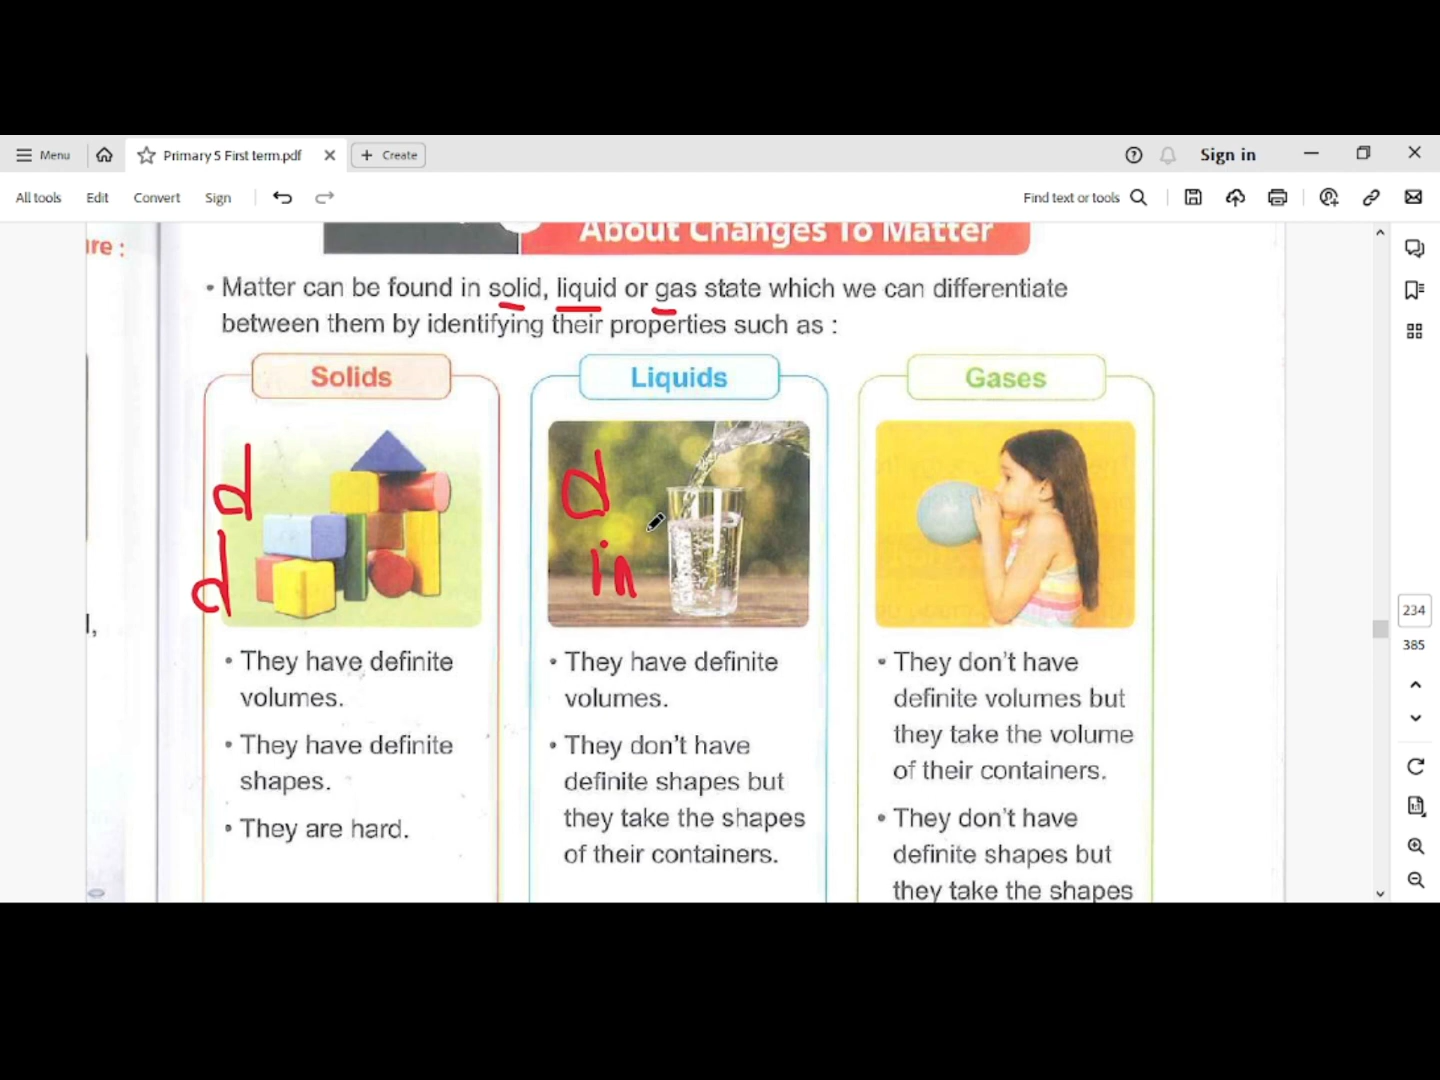 Menu
Primary 5 First term.pdf
Create
Sign in
All tools
Edit
Convert
Sign
Find text or tools
ire :
About Changes To Matter
• Matter can be found in solid, liquid or gas state which we can differentiate
between them by identifying their properties such as :
Solids
d
d
• They have definite
volumes.
• They have definite
shapes.
• They are hard.
Liquids
d
in
• They have definite
volumes.
• They don't have
definite shapes but
they take the shapes
of their containers.
Gases
• They don't have
definite volumes but
they take the volume
of their containers.
• They don't have
definite shapes but
they take the shapes
234
385